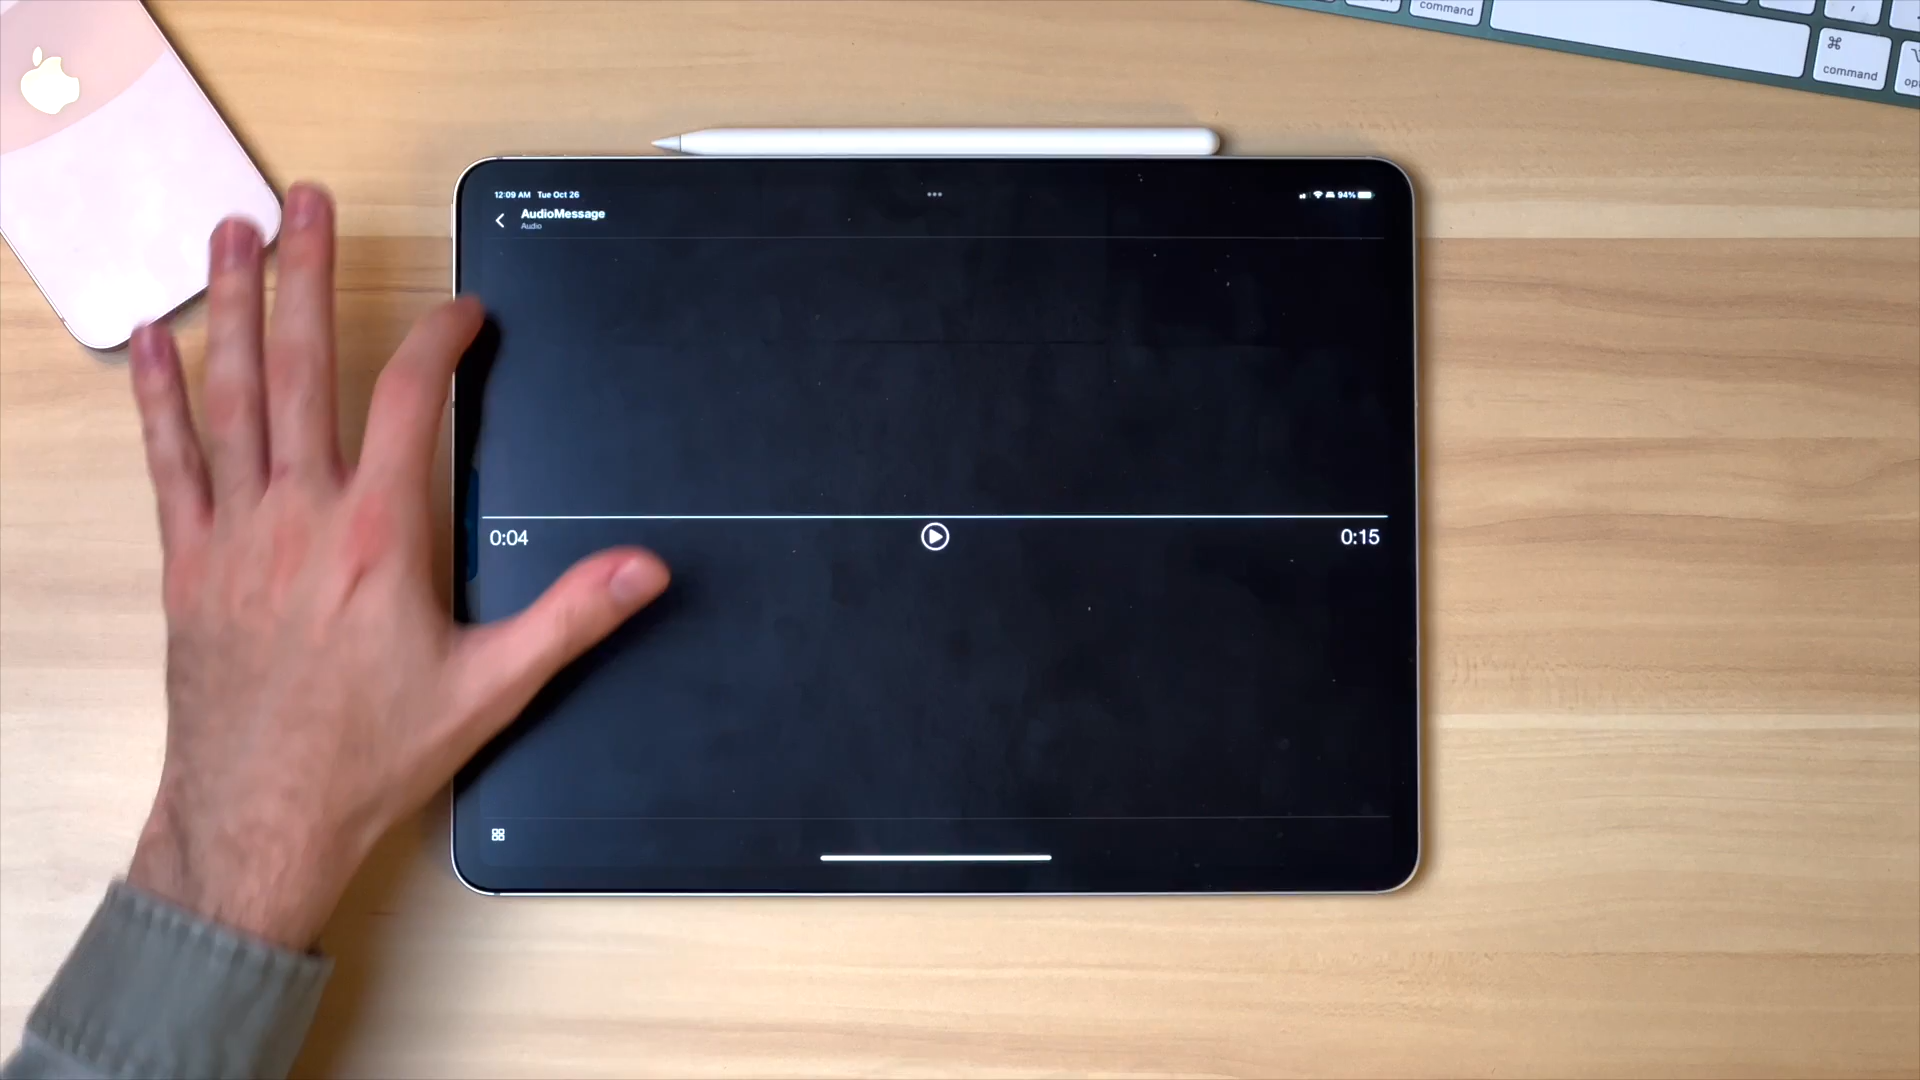 command
⌘
command
12:09 AM Tue Oct 26
94%
AudioMessage
Audio
0:04
0:15